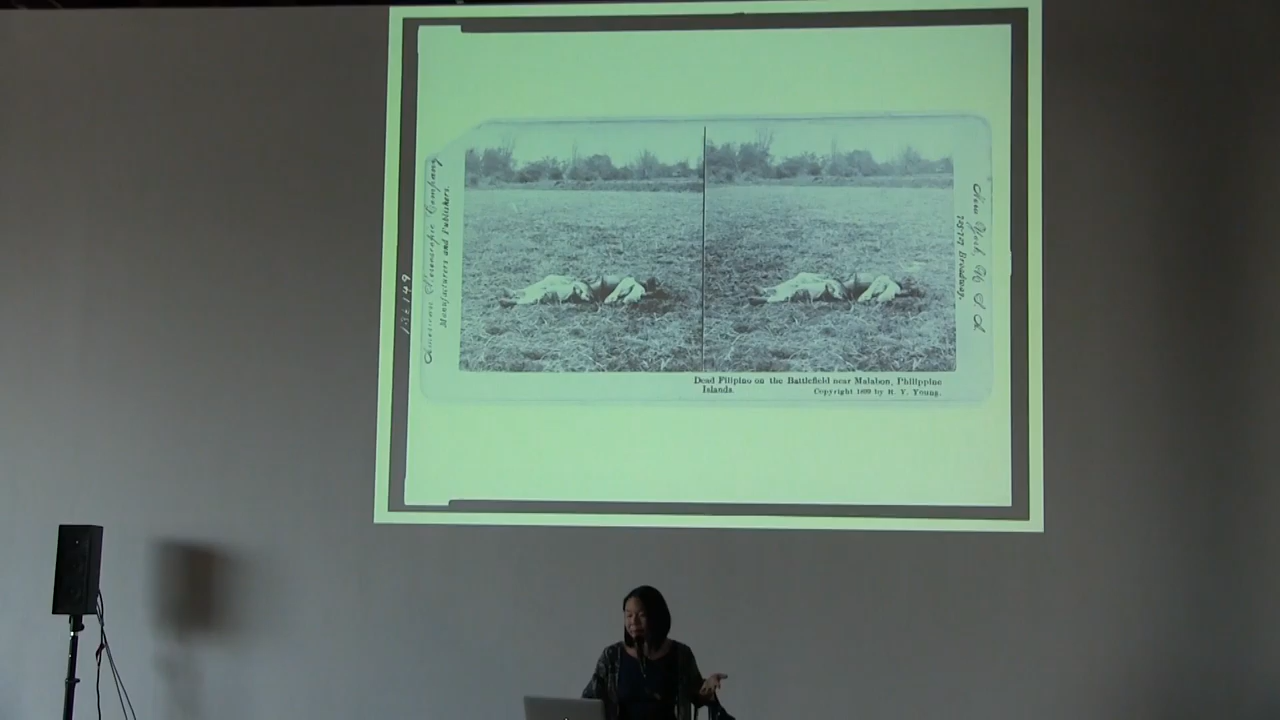 136149
American Stereoscopic Company
Manufacturers and Publishers.
New York, U. S. A.
Broadway.
Dead Filipino on the Battlefield near Malabon, Philippine
Islands.
Copyright 1899 by R. Y. Young.